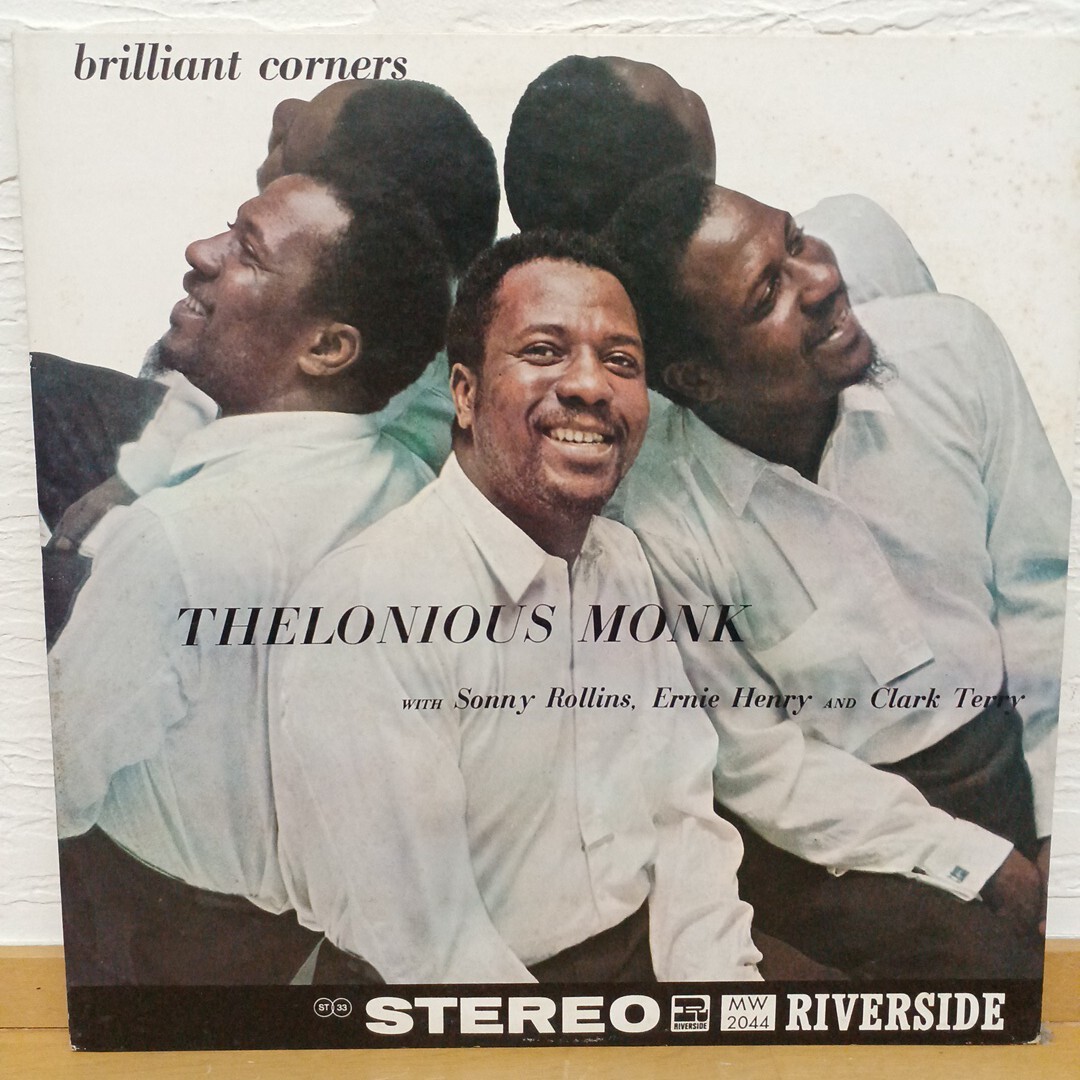 brilliant corners
THELONIOUS MONK
WITH Sonny Rollins, Ernie Henry AND Clark Terry
ST 33 STEREO RIVERSIDE MW 2044 RIVERSIDE